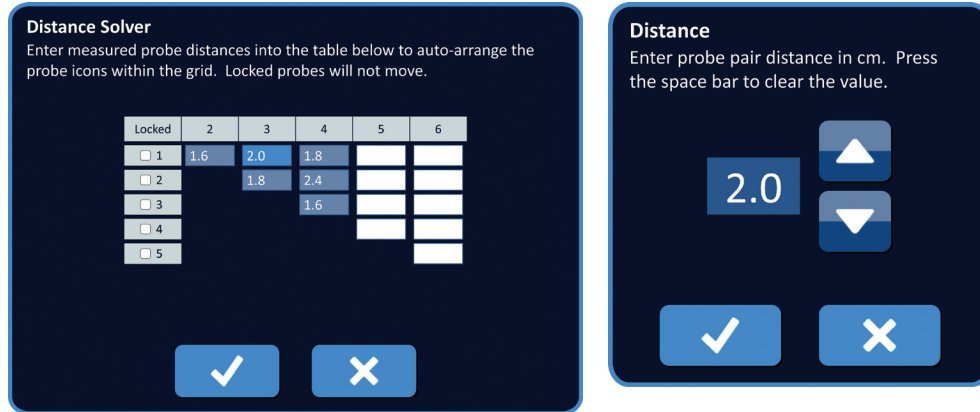 Distance Solver
Enter measured probe distances into the table below to auto-arrange the
probe icons within the grid. Locked probes will not move.
Locked 2 3 4 5 6
1 1.6 2.0 1.8
2 1.8 2.4
3 1.6
4
5
Distance
Enter probe pair distance in cm. Press
the space bar to clear the value.
2.0